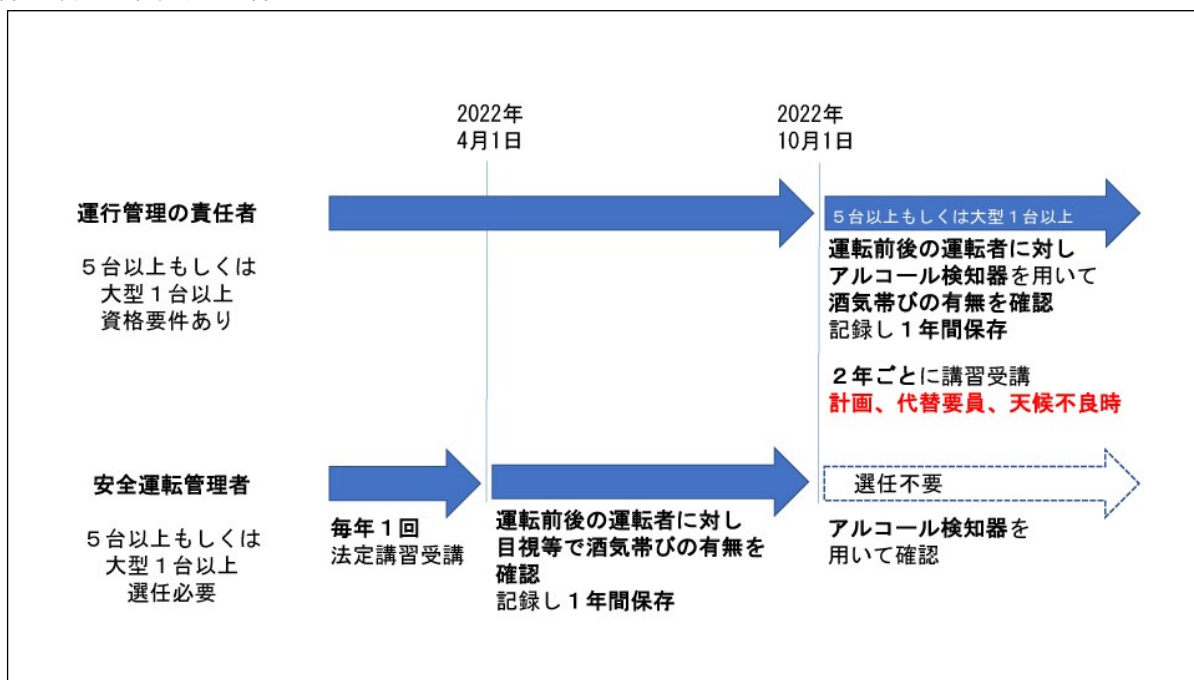 2022年
4月1日
2022年
10月1日
運行管理の責任者
５台以上もしくは
大型１台以上
資格要件あり
５台以上もしくは大型１台以上
運転前後の運転者に対し
アルコール検知器を用いて
酒気帯びの有無を確認
記録し１年間保存
２年ごとに講習受講
計画、代替要員、天候不良時
安全運転管理者
５台以上もしくは
大型１台以上
選任必要
毎年１回
法定講習受講
運転前後の運転者に対し
目視等で酒気帯びの有無を
確認
記録し１年間保存
選任不要
アルコール検知器を
用いて確認